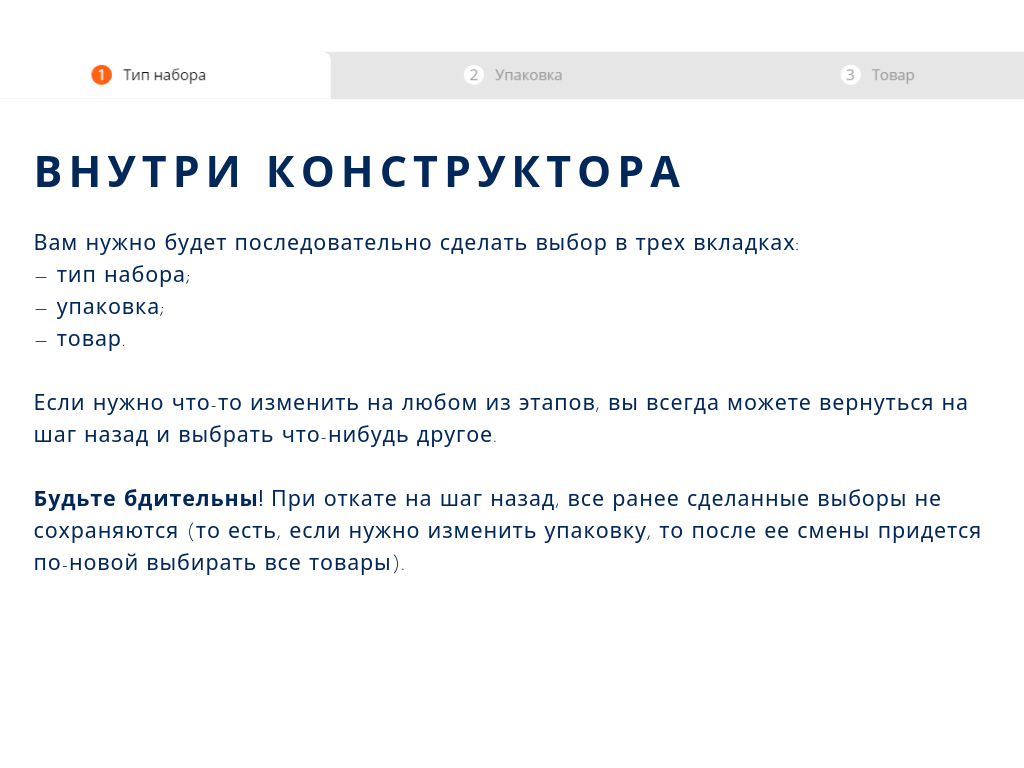 1 Тип набора 2 Упаковка 3 Товар
ВНУТРИ КОНСТРУКТОРА
Вам нужно будет последовательно сделать выбор в трех вкладках:
– тип набора;
– упаковка;
– товар.
Если нужно что-то изменить на любом из этапов, вы всегда можете вернуться на
шаг назад и выбрать что-нибудь другое.
Будьте бдительны! При откате на шаг назад, все ранее сделанные выборы не
сохраняются (то есть, если нужно изменить упаковку, то после ее смены придется
по-новой выбирать все товары).